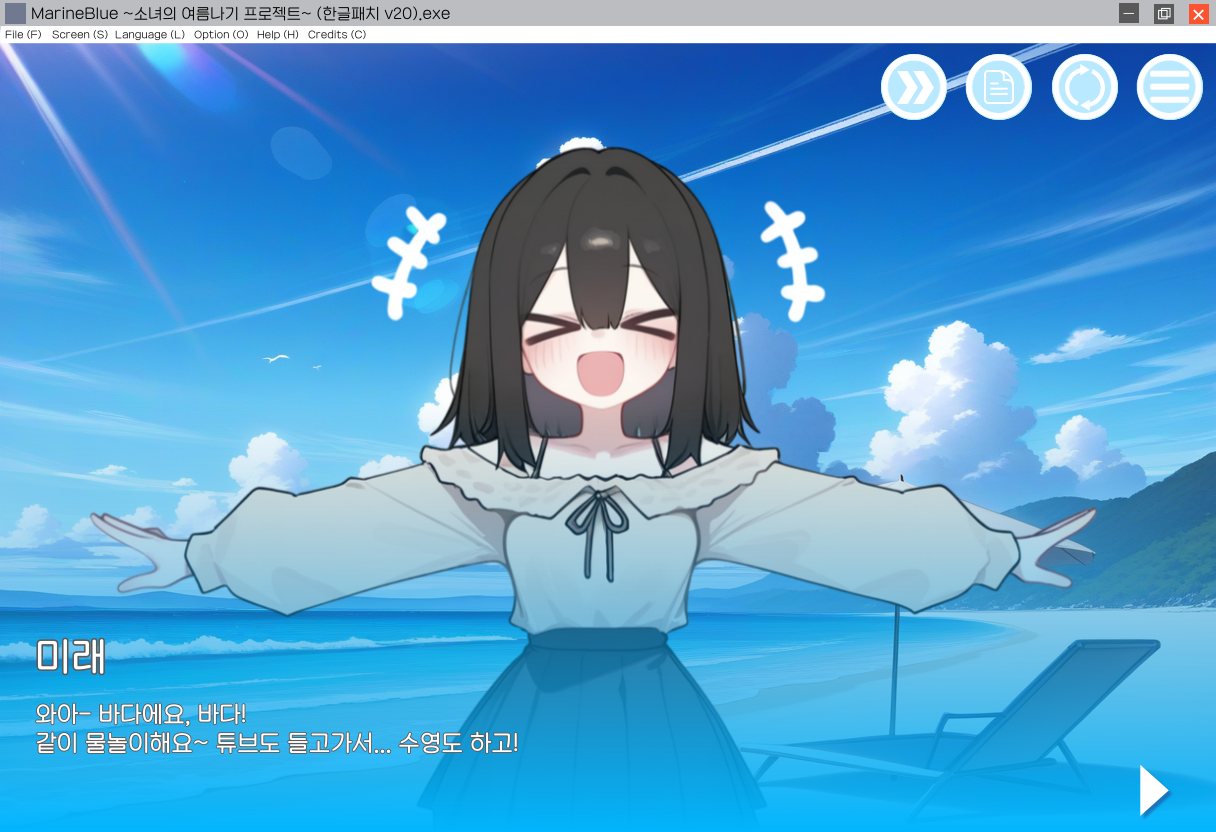 MarineBlue ~소녀의 여름나기 프로젝트~ (한글패치 v20).exe
File (F) Screen (S) Language (L) Option (O) Help (H) Credits (C)
미래
와아- 바다에요, 바다!
같이 물놀이해요~ 튜브도 들고가서... 수영도 하고!